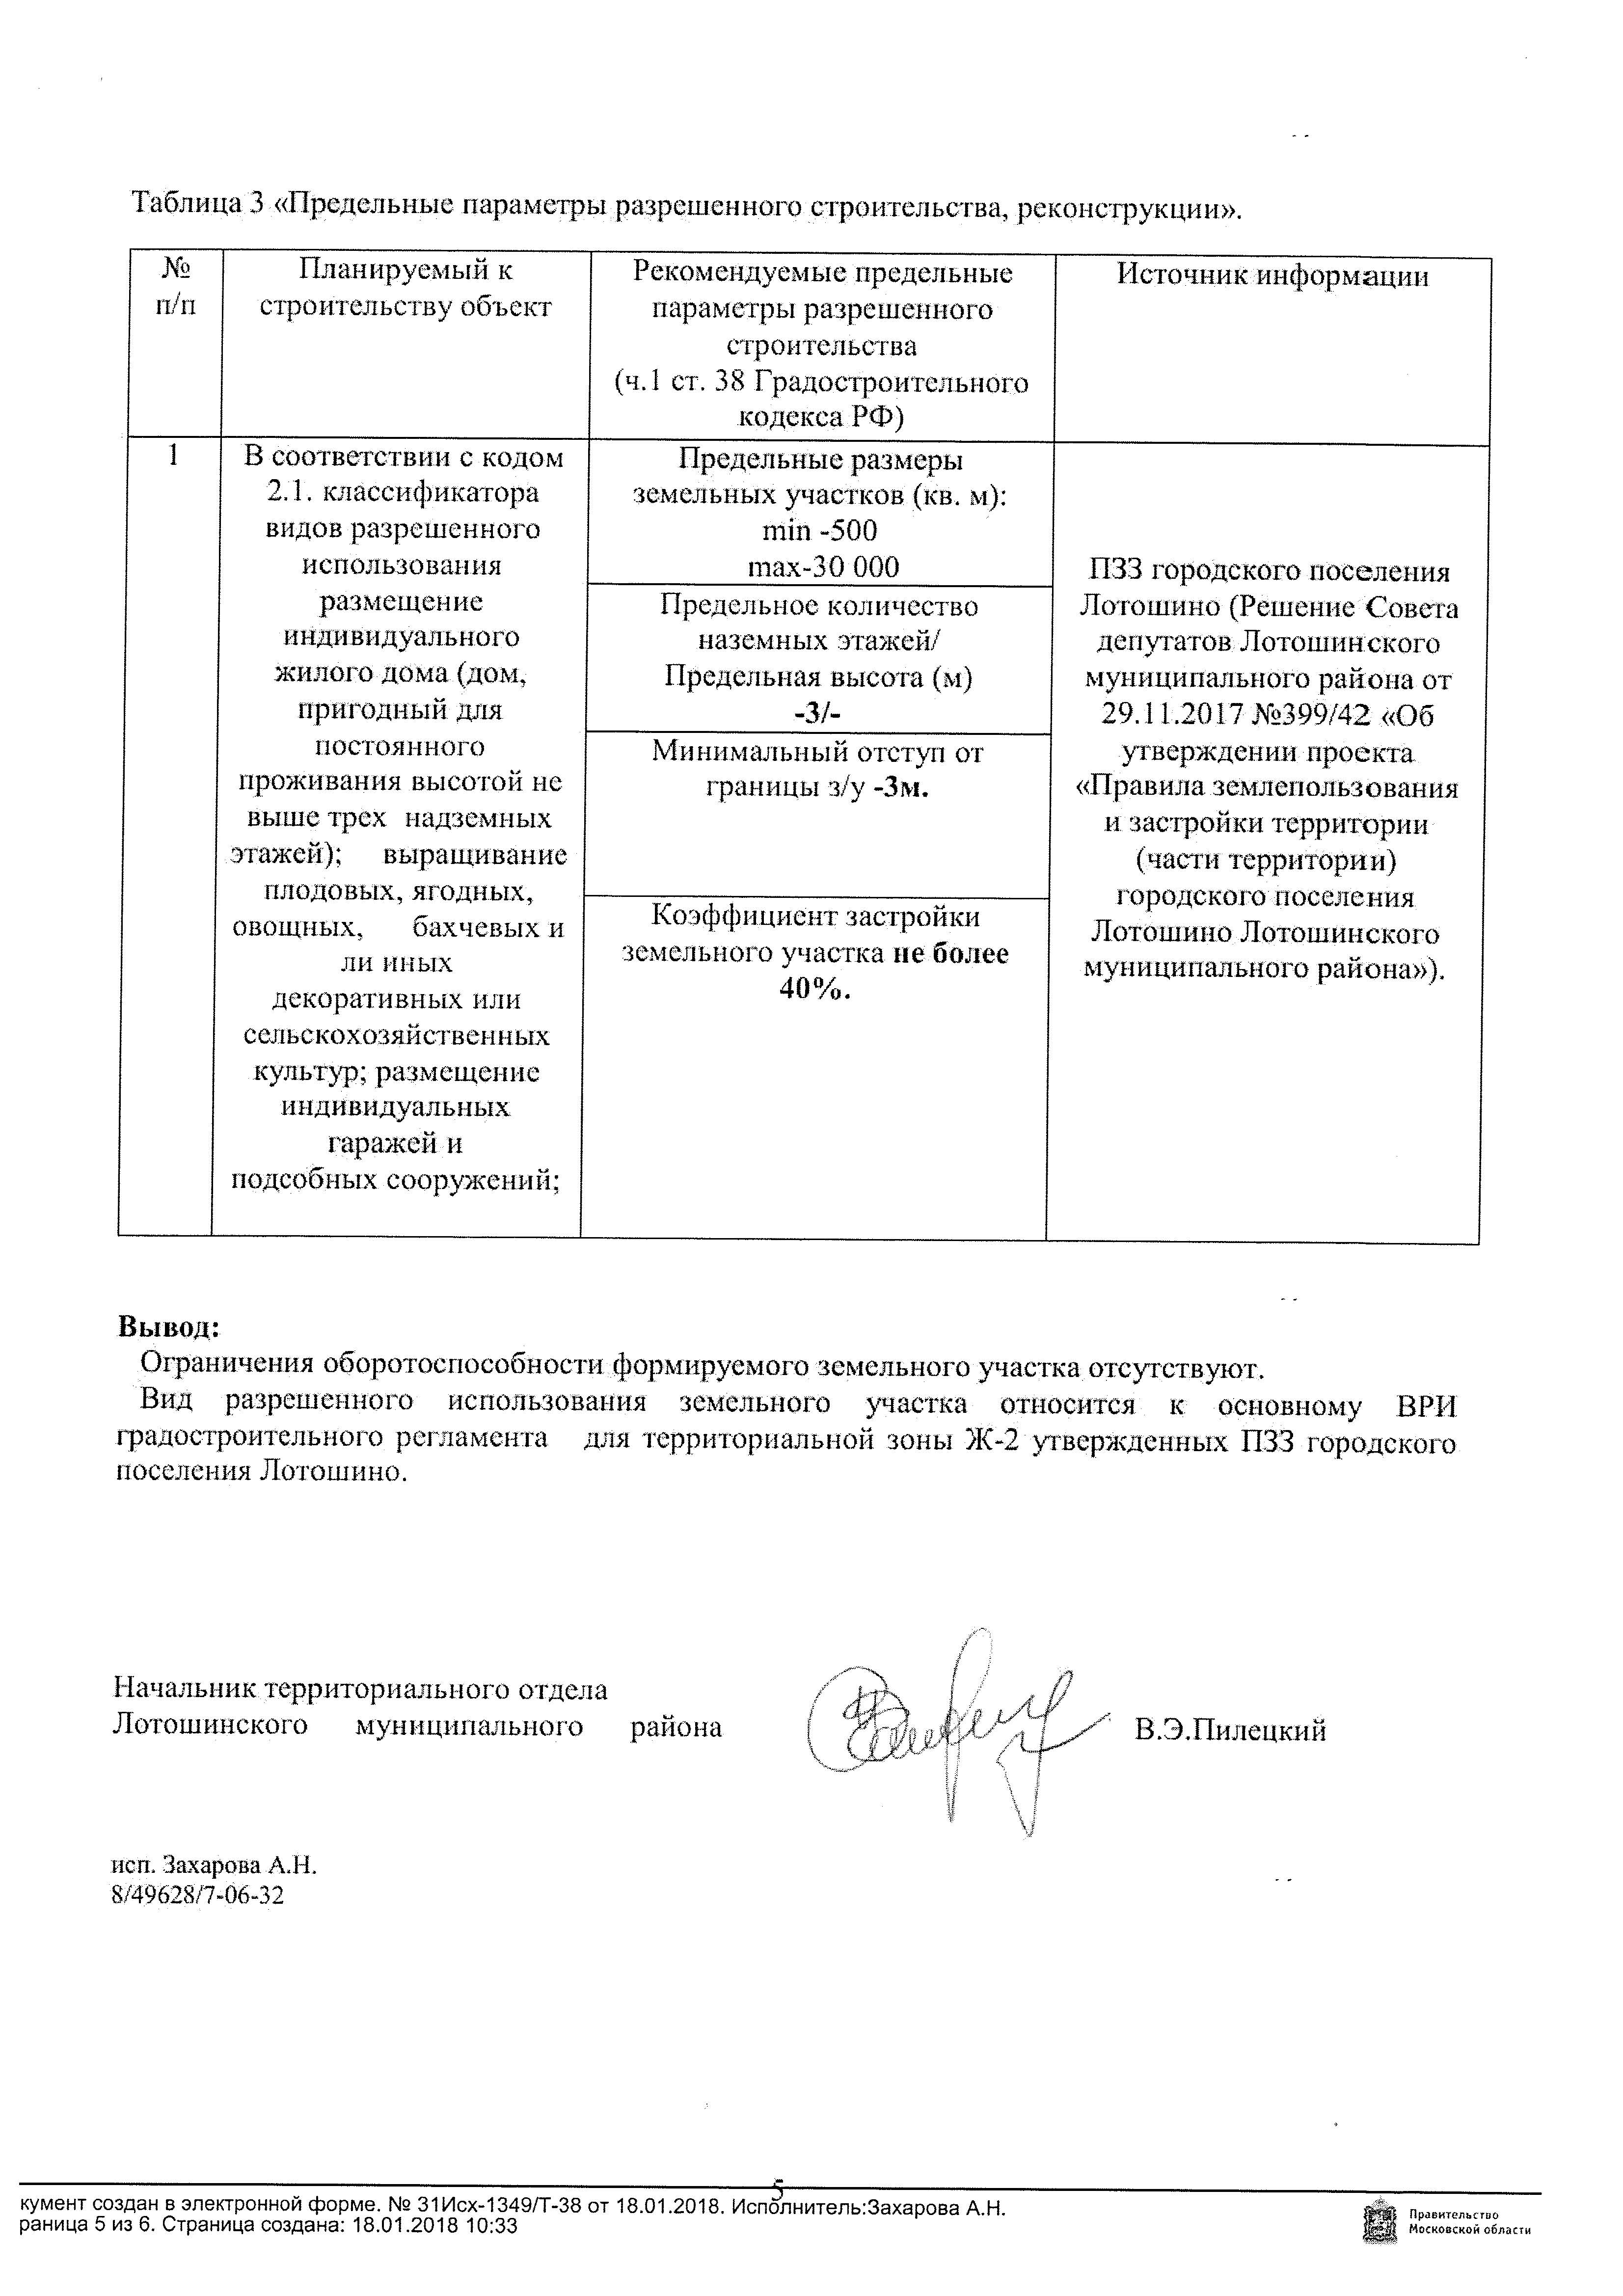 Таблица 3 «Предельные параметры разрешенного строительства, реконструкции».
№
п/п
Планируемый к
строительству объект
Рекомендуемые предельные
параметры разрешенного
строительства
(ч.1 ст. 38 Градостроительного
кодекса РФ)
Источник информации
1
В соответствии с кодом
2.1. классификатора
видов разрешенного
использования
размещение
индивидуального
жилого дома (дом,
пригодный для
постоянного
проживания высотой не
выше трех надземных
этажей); выращивание
плодовых, ягодных,
овощных, бахчевых и
ли иных
декоративных или
сельскохозяйственных
культур; размещение
индивидуальных
гаражей и
подсобных сооружений;
Предельные размеры
земельных участков (кв. м):
min -500
max-30 000
Предельное количество
наземных этажей/
Предельная высота (м)
-3/-
Минимальный отступ от
границы з/у -3м.
Коэффициент застройки
земельного участка не более
40%.
ПЗЗ городского поселения
Лотошино (Решение Совета
депутатов Лотошинского
муниципального района от
29.11.2017 №399/42 «Об
утверждении проекта
«Правила землепользования
и застройки территории
(части территории)
городского поселения
Лотошино Лотошинского
муниципального района»).
Вывод:
Ограничения оборотоспособности формируемого земельного участка отсутствуют.
Вид разрешенного использования земельного участка относится к основному ВРИ
градостроительного регламента для территориальной зоны Ж-2 утвержденных ПЗЗ городского
поселения Лотошино.
Начальник территориального отдела
Лотошинского муниципального района
В.Э.Пилецкий
исп. Захарова А.Н.
8/49628/7-06-32
5
кумент создан в электронной форме. № 31Исх-1349/Т-38 от 18.01.2018. Исполнитель:Захарова А.Н.
раница 5 из 6. Страница создана: 18.01.2018 10:33
Правительство
Московской области